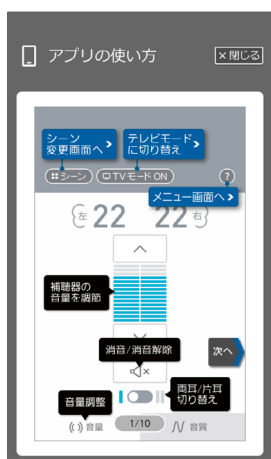 アプリの使い方
×閉じる
シーン
変更画面へ
テレビモード
に切り替え
シーン
TVモードON
?
メニュー画面へ
左 22
22 右
補聴器の
音量を調節
消音/消音解除
次へ
両耳/片耳
切り替え
音量調整
音量
1/10
音質